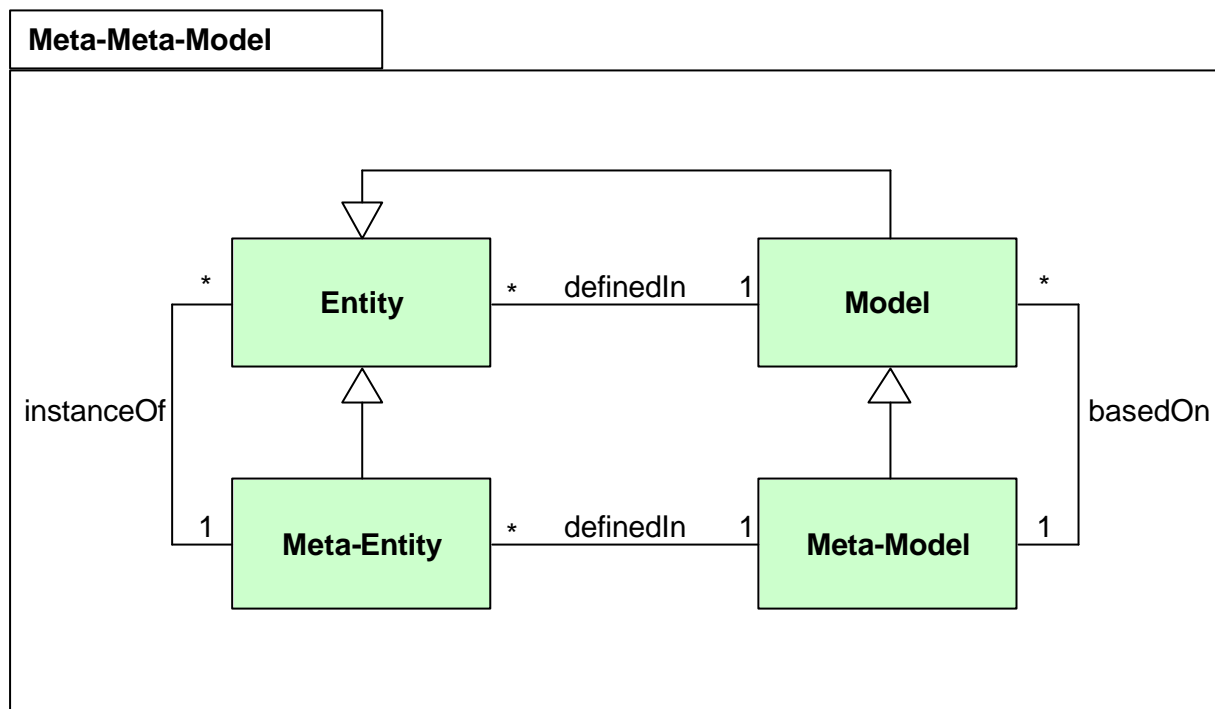 Meta-Meta-Model
* Entity * definedIn 1 Model *
instanceOf
basedOn
1 Meta-Entity * definedIn 1 Meta-Model 1